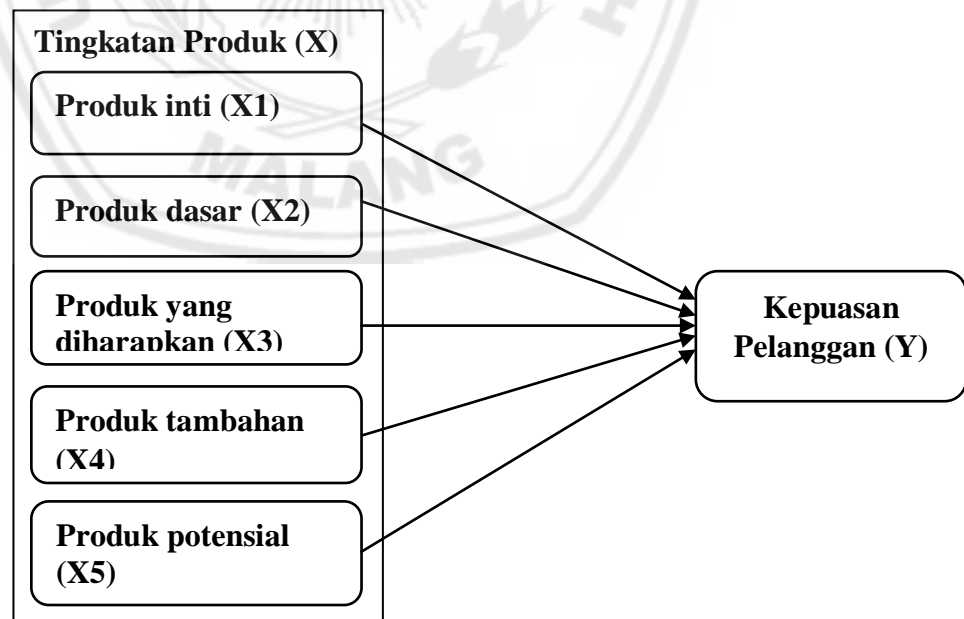 Tingkatan Produk (X)
Produk inti (X1)
MALANG
Produk dasar (X2)
Produk yang
diharapkan (X3)
Kepuasan
Pelanggan (Y)
Produk tambahan
(X4)
Produk potensial
(X5)